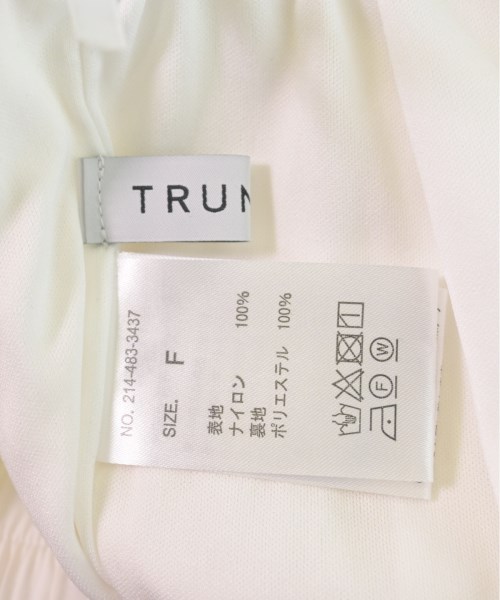 TRUN
NO. 214-483-3437
SIZE. F
表地
ナイロン 100%
裏地
ポリエステル 100%
F W